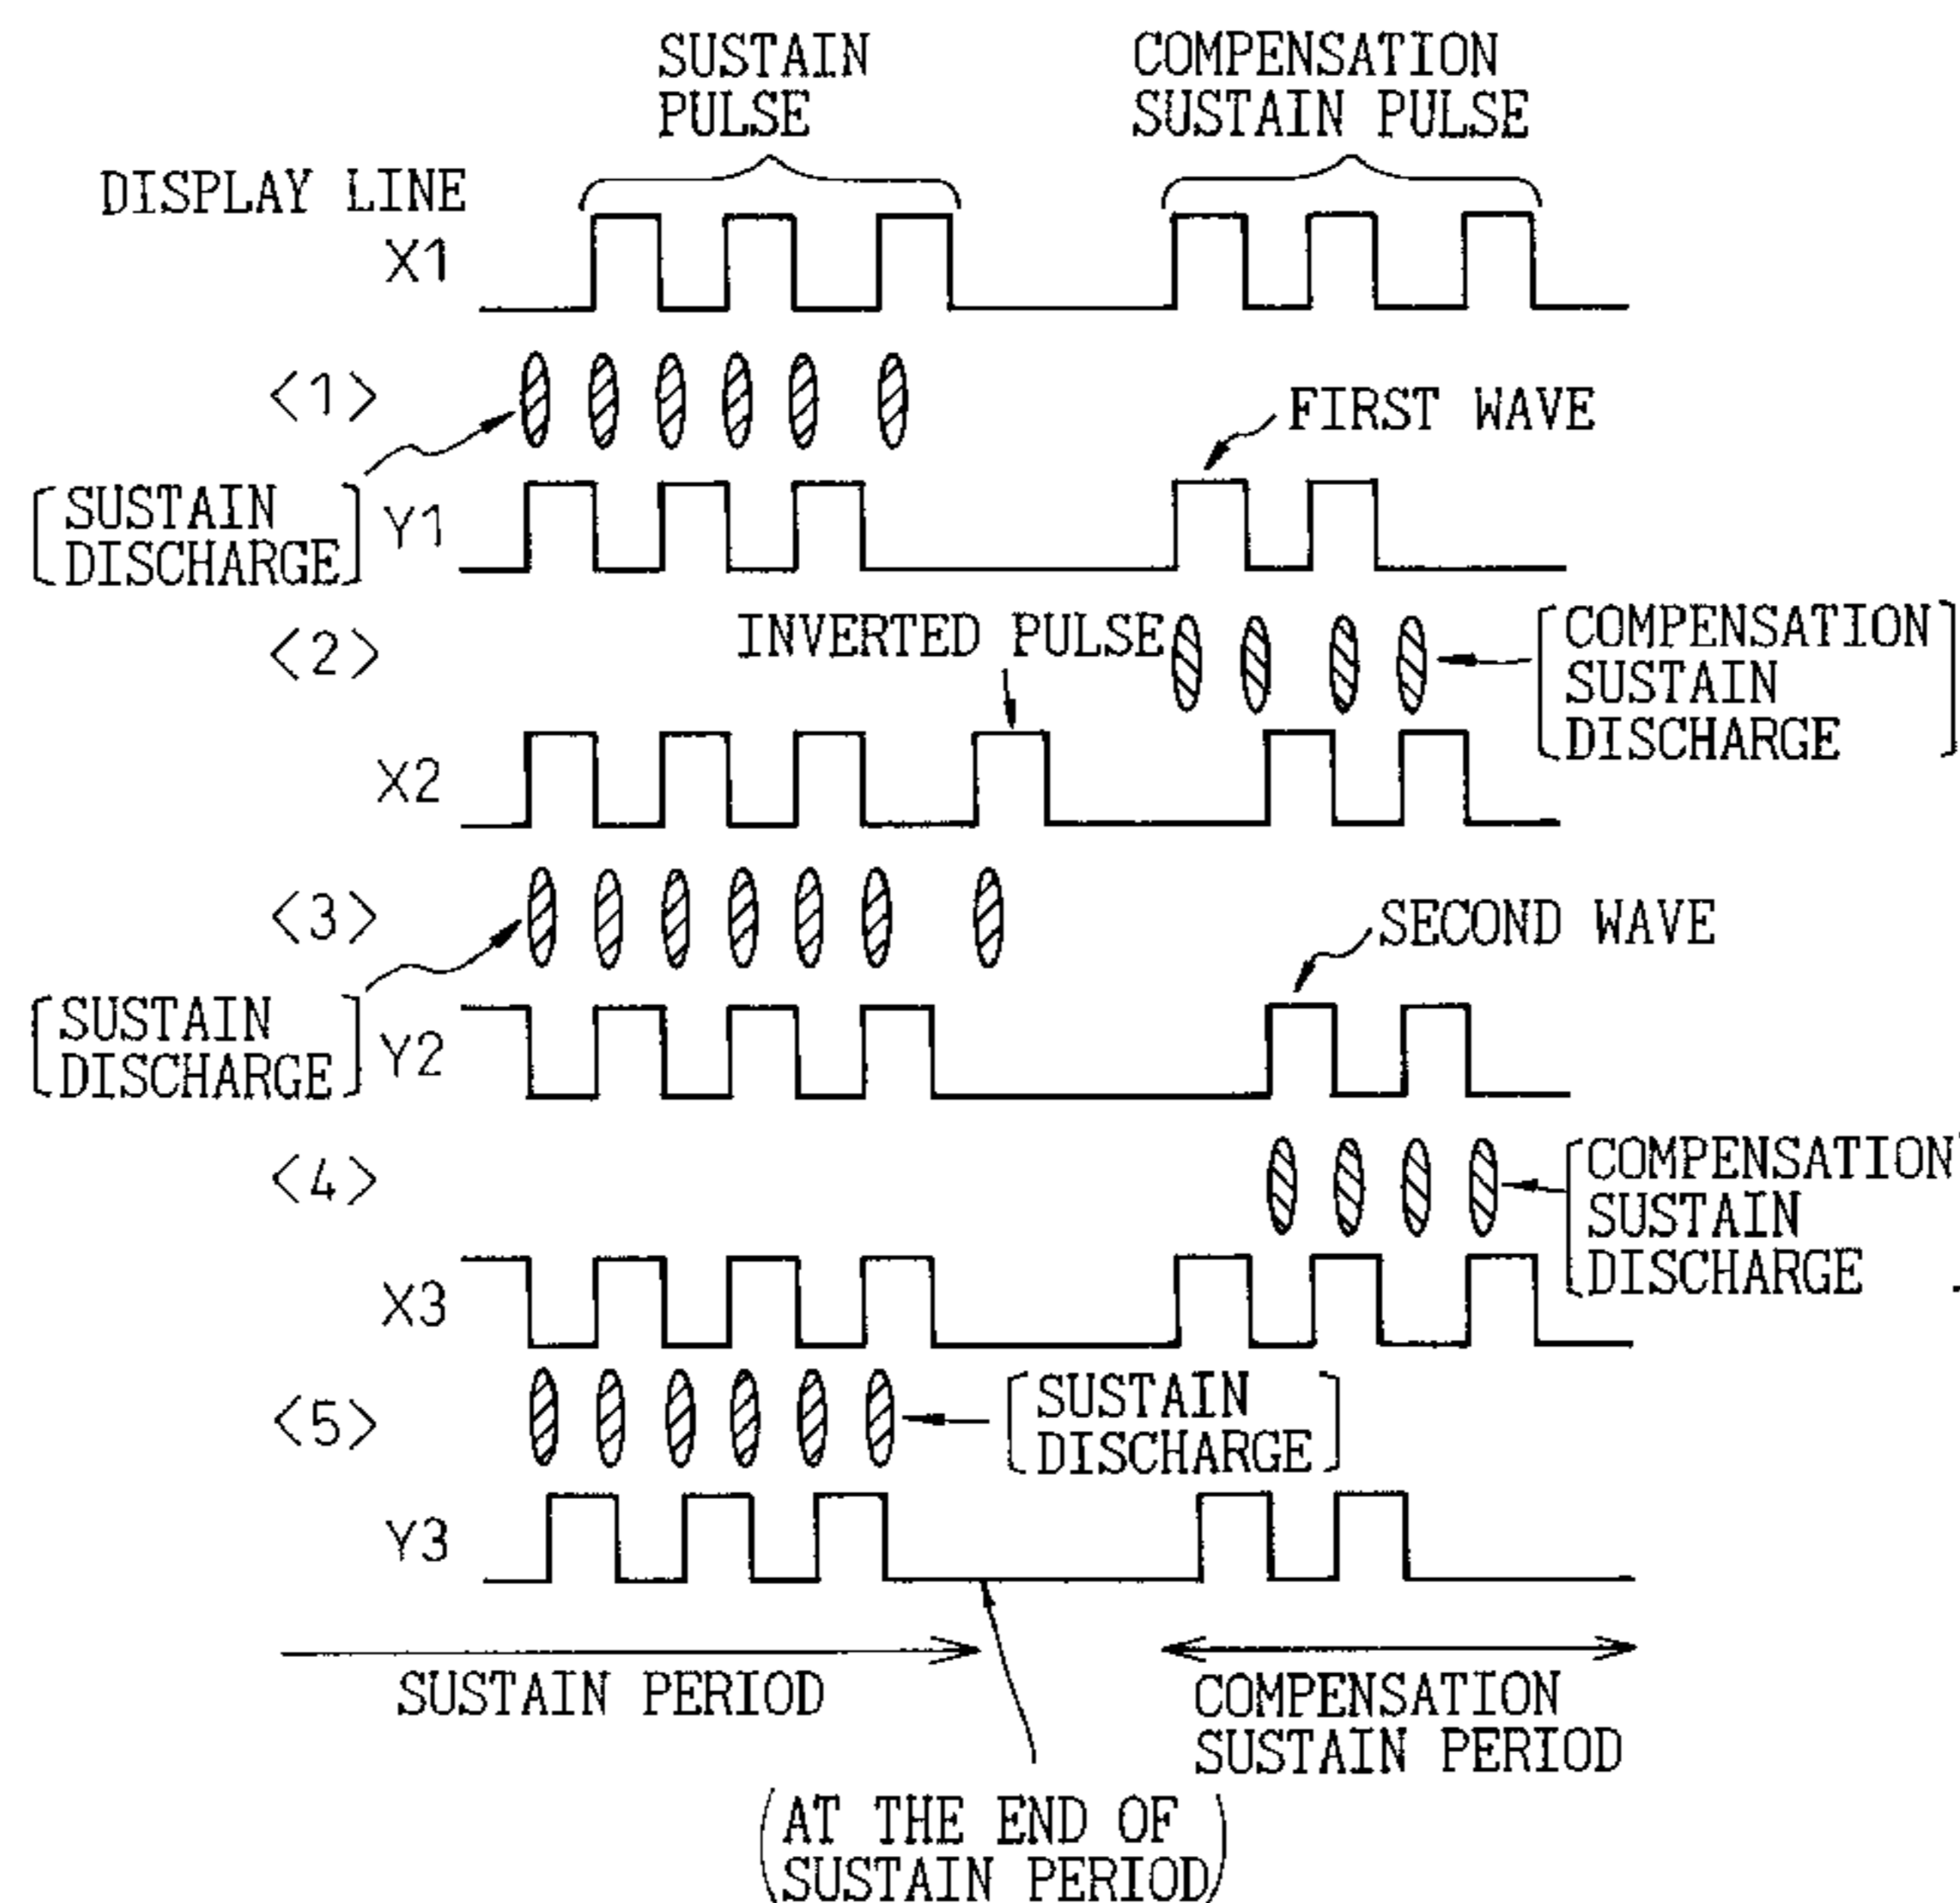 SUSTAIN
PULSE
COMPENSATION
SUSTAIN PULSE
DISPLAY LINE
X1
<1>
FIRST WAVE
SUSTAIN
DISCHARGE
Y1
<2>
INVERTED PULSE
COMPENSATION
SUSTAIN
DISCHARGE
X2
<3>
SECOND WAVE
SUSTAIN
DISCHARGE
Y2
<4>
COMPENSATION
SUSTAIN
DISCHARGE
X3
<5>
SUSTAIN
DISCHARGE
Y3
SUSTAIN PERIOD
COMPENSATION
SUSTAIN PERIOD
(AT THE END OF
SUSTAIN PERIOD)